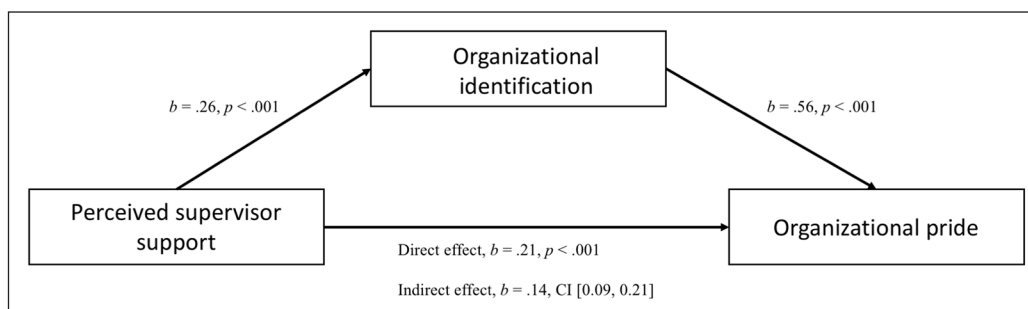 Organizational
identification
b = .26, p < .001
b = .56, p < .001
Perceived supervisor
support
Organizational pride
Direct effect, b = .21, p < .001
Indirect effect, b = .14, CI [0.09, 0.21]